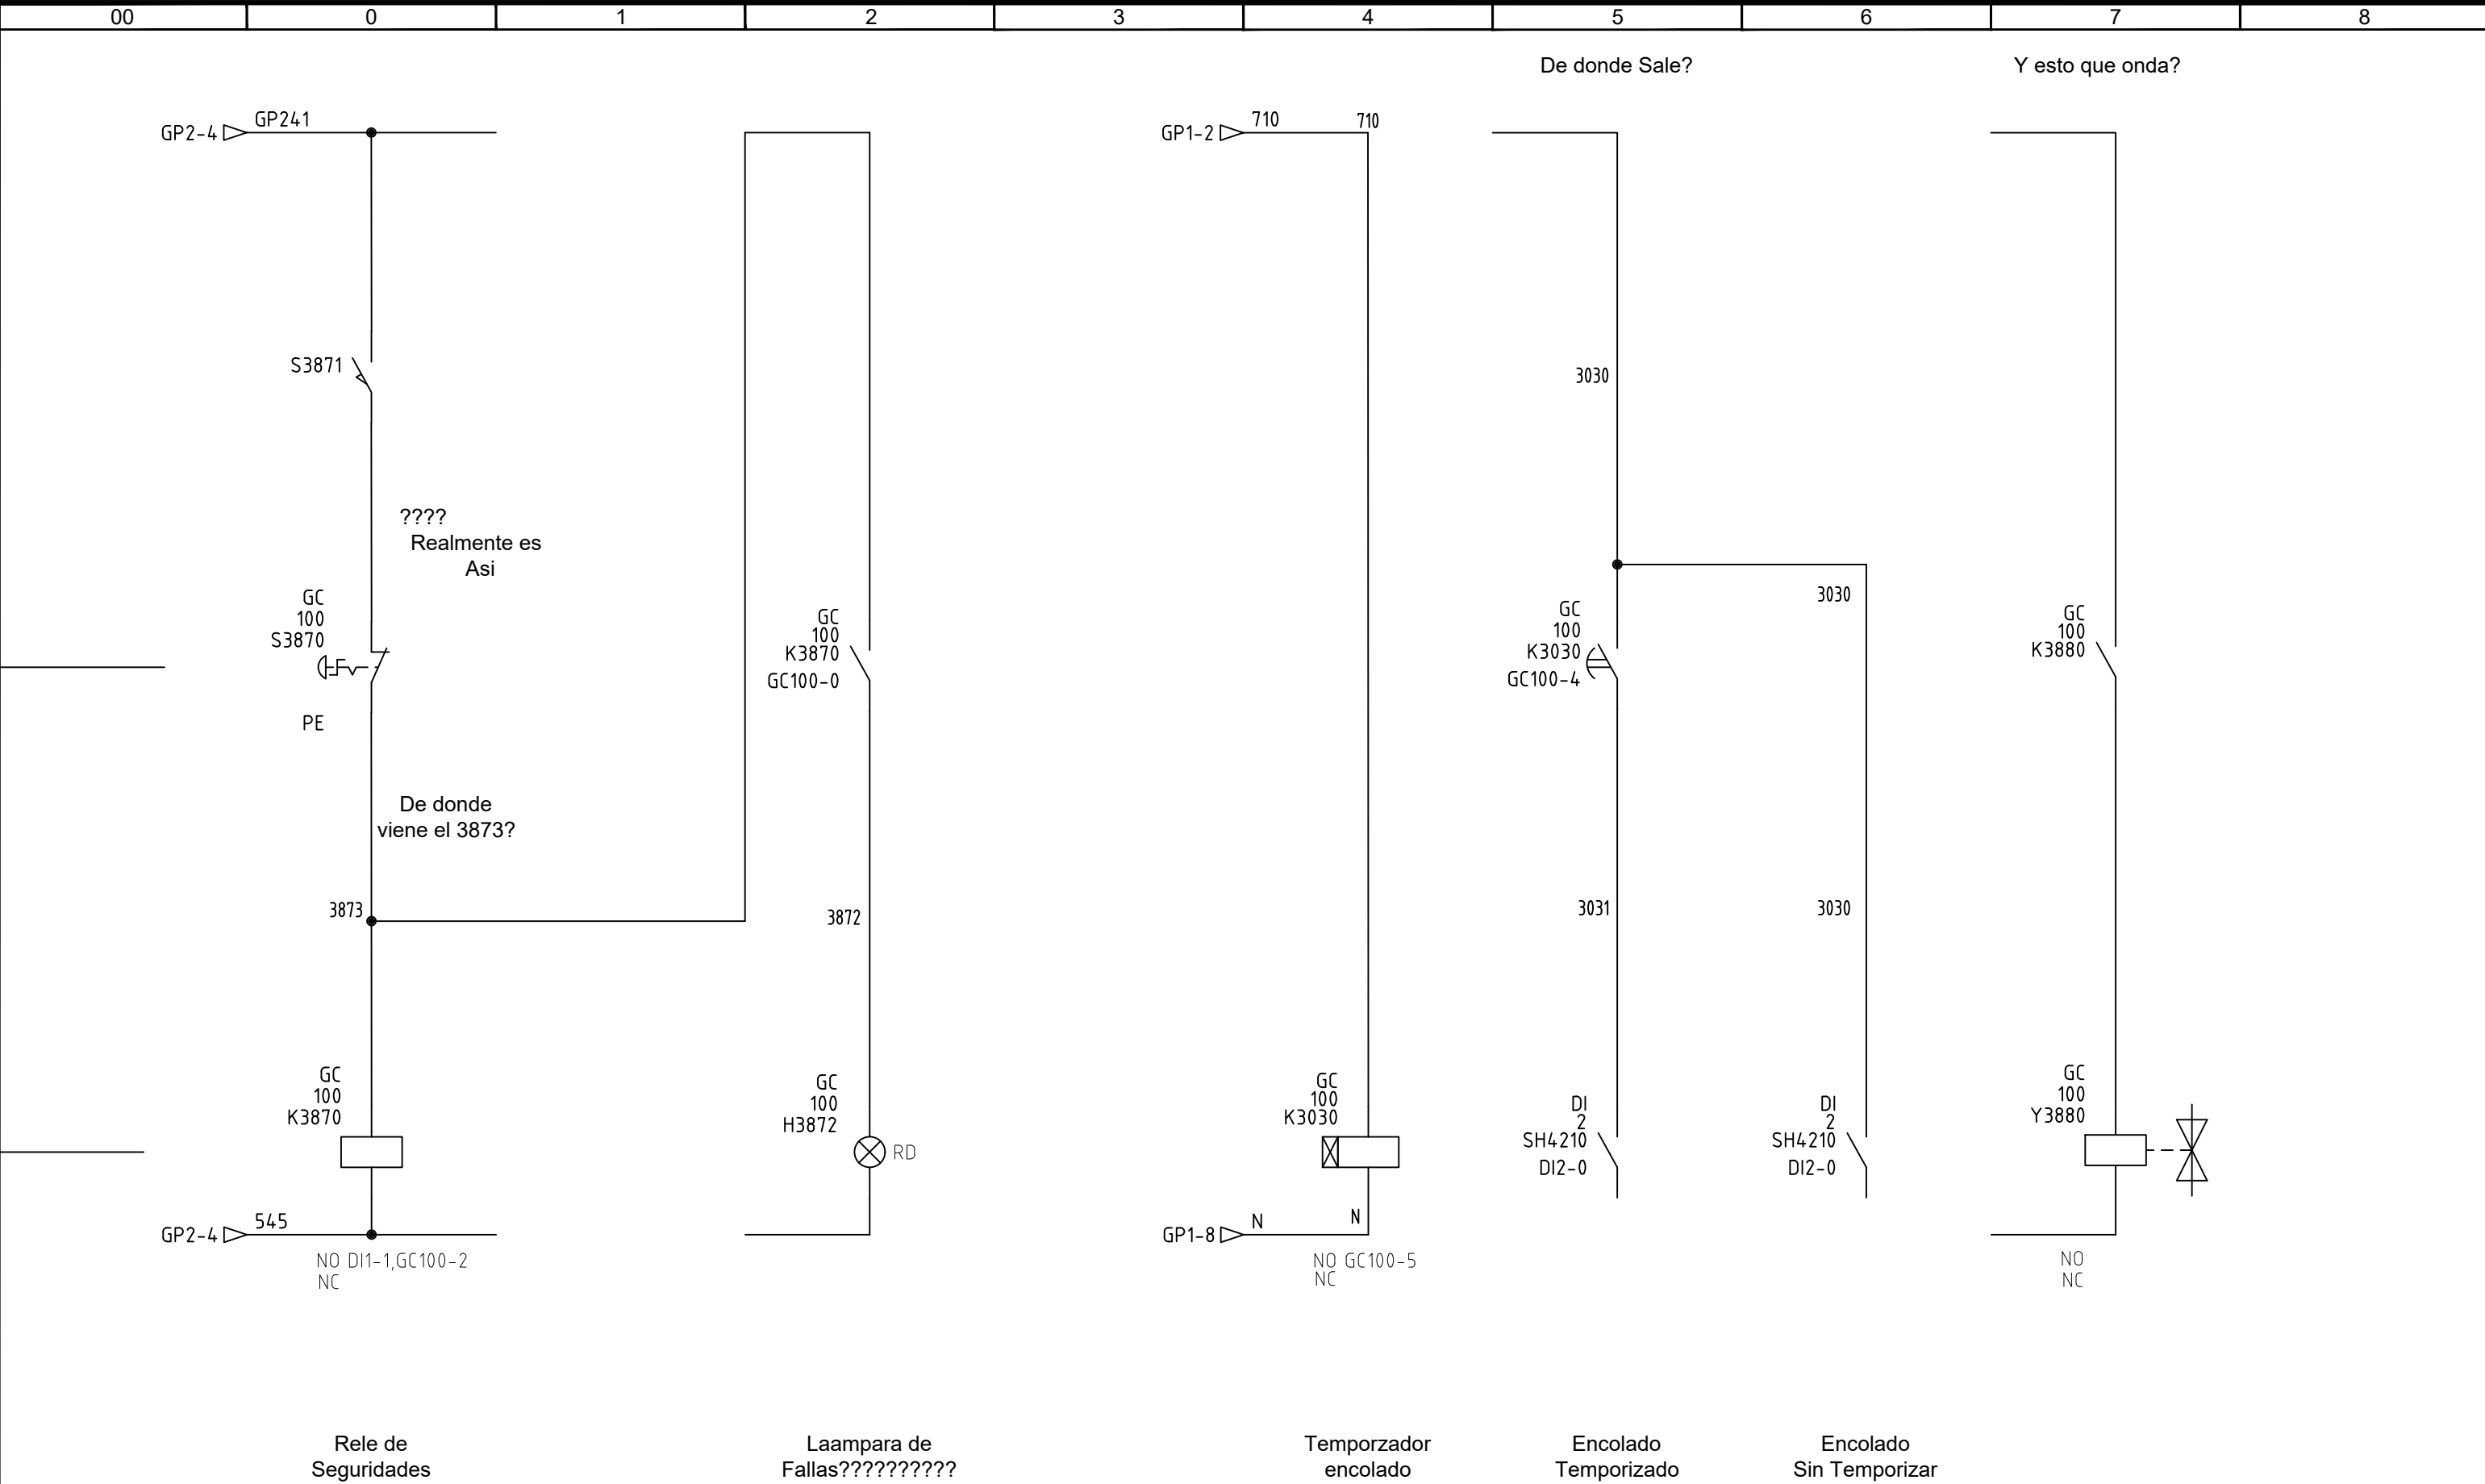 00 0 1 2 3 4 5 6 7 8
De donde Sale?
Y esto que onda?
GP2-4 GP241
GP1-2 710 710
S3871
3030
????
Realmente es
Asi
GC
100
S3870
PE
GC
100
K3870
GC100-0
GC
100
K3030
GC100-4
3030
GC
100
K3880
De donde
viene el 3873?
3873
3872
3031
3030
GC
100
K3870
GC
100
H3872
RD
GC
100
K3030
DI
2
SH4210
DI2-0
DI
2
SH4210
DI2-0
GC
100
Y3880
GP2-4 545
GP1-8 N N
NO DI1-1,GC100-2
NC
NO GC100-5
NC
NO
NC
Rele de
Seguridades
Laampara de
Fallas??????????
Temporzador
encolado
Encolado
Temporizado
Encolado
Sin Temporizar